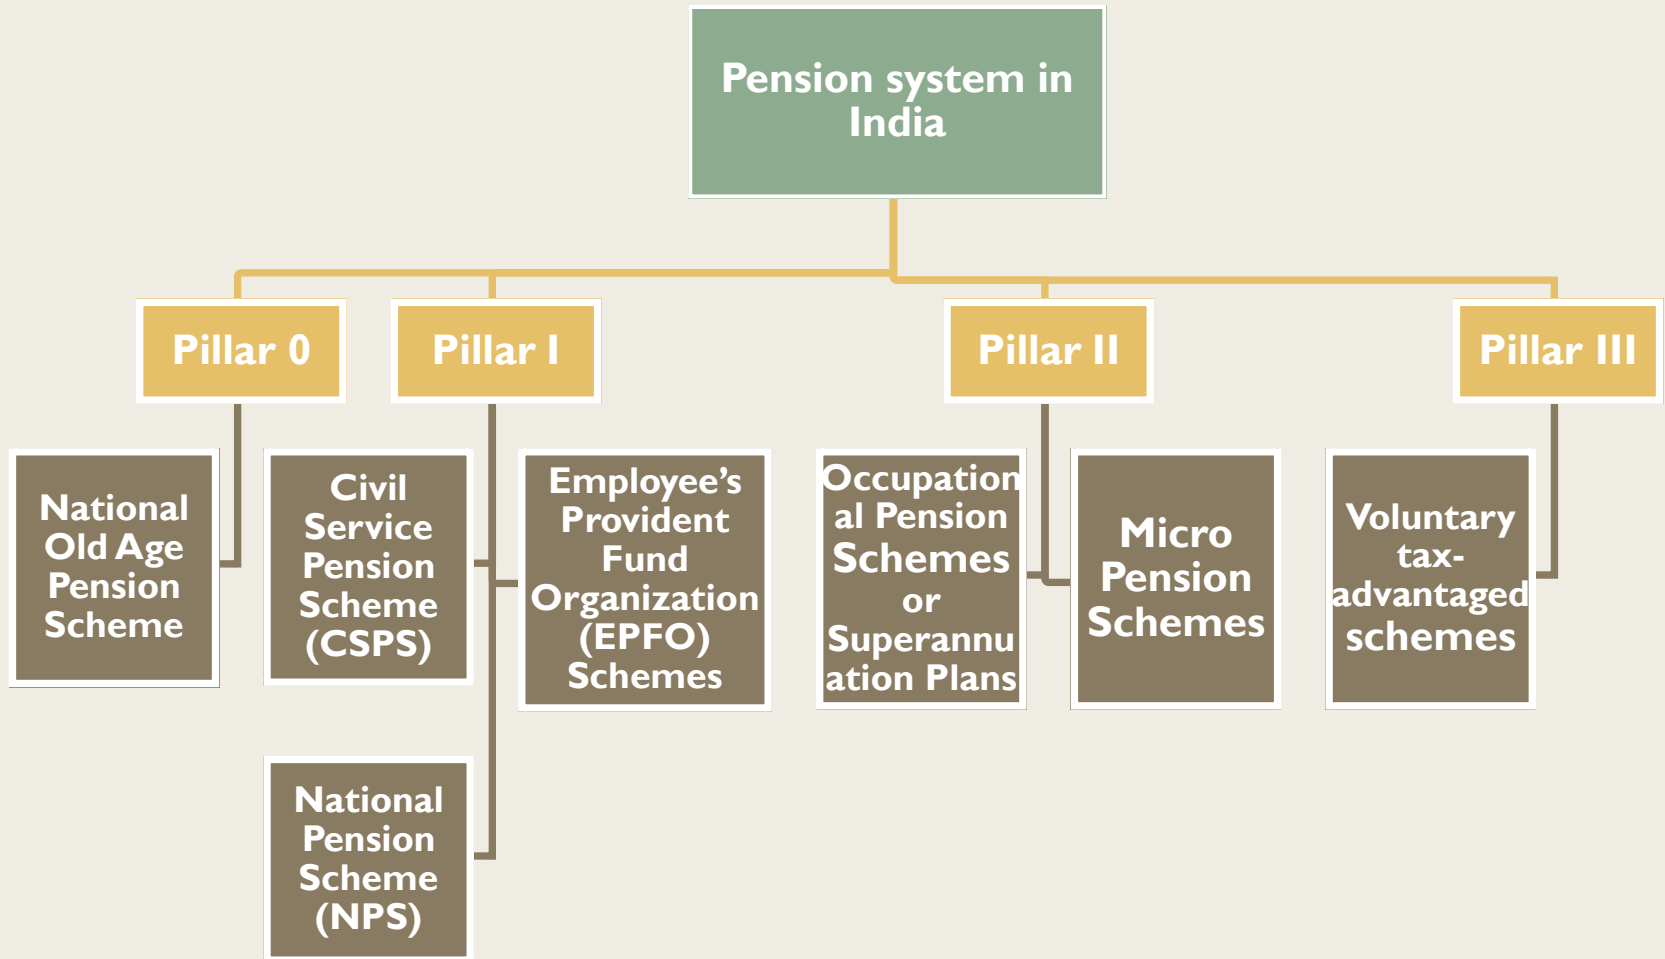 Pension system in
India
Pillar 0
Pillar I
Pillar II
Pillar III
National
Old Age
Pension
Scheme
Civil
Service
Pension
Scheme
(CSPS)
Employee’s
Provident
Fund
Organization
(EPFO)
Schemes
Occupation
al Pension
Schemes
or
Superannu
ation Plans
Micro
Pension
Schemes
Voluntary
tax-
advantaged
schemes
National
Pension
Scheme
(NPS)